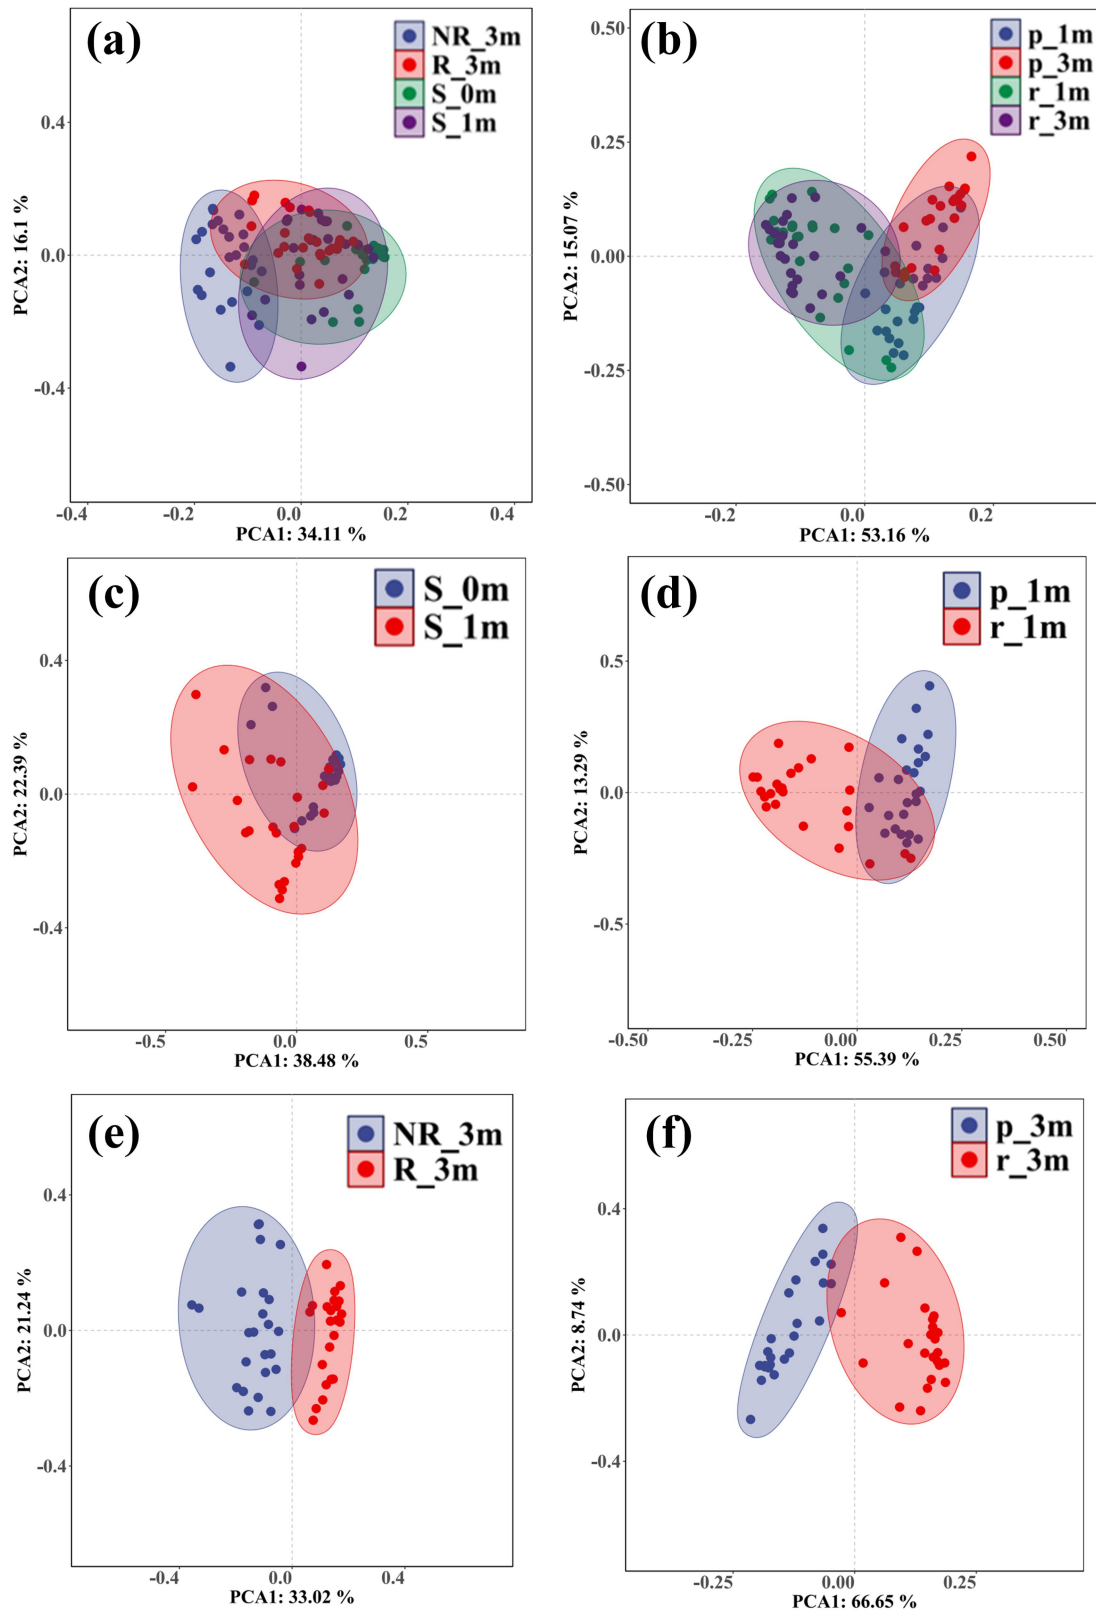 (a)
NR_3m
R_3m
S_0m
S_1m
0.4
0.0
-0.4
PCA2: 16.1 %
-0.4
-0.2
0.0
0.2
0.4
PCA1: 34.11 %
(b)
p_1m
p_3m
r_1m
r_3m
0.50
0.25
0.00
-0.25
-0.50
PCA2: 15.07 %
-0.2
0.0
0.2
PCA1: 53.16 %
(c)
S_0m
S_1m
0.4
0.0
-0.4
PCA2: 22.39 %
-0.5
0.0
0.5
PCA1: 38.48 %
(d)
p_1m
r_1m
0.5
0.0
-0.5
PCA2: 13.29 %
-0.50
-0.25
0.00
0.25
0.50
PCA1: 55.39 %
(e)
NR_3m
R_3m
0.4
0.0
-0.4
PCA2: 21.24 %
-0.4
0.0
0.4
PCA1: 33.02 %
(f)
p_3m
r_3m
0.4
0.0
-0.4
PCA2: 8.74 %
-0.25
0.00
0.25
PCA1: 66.65 %